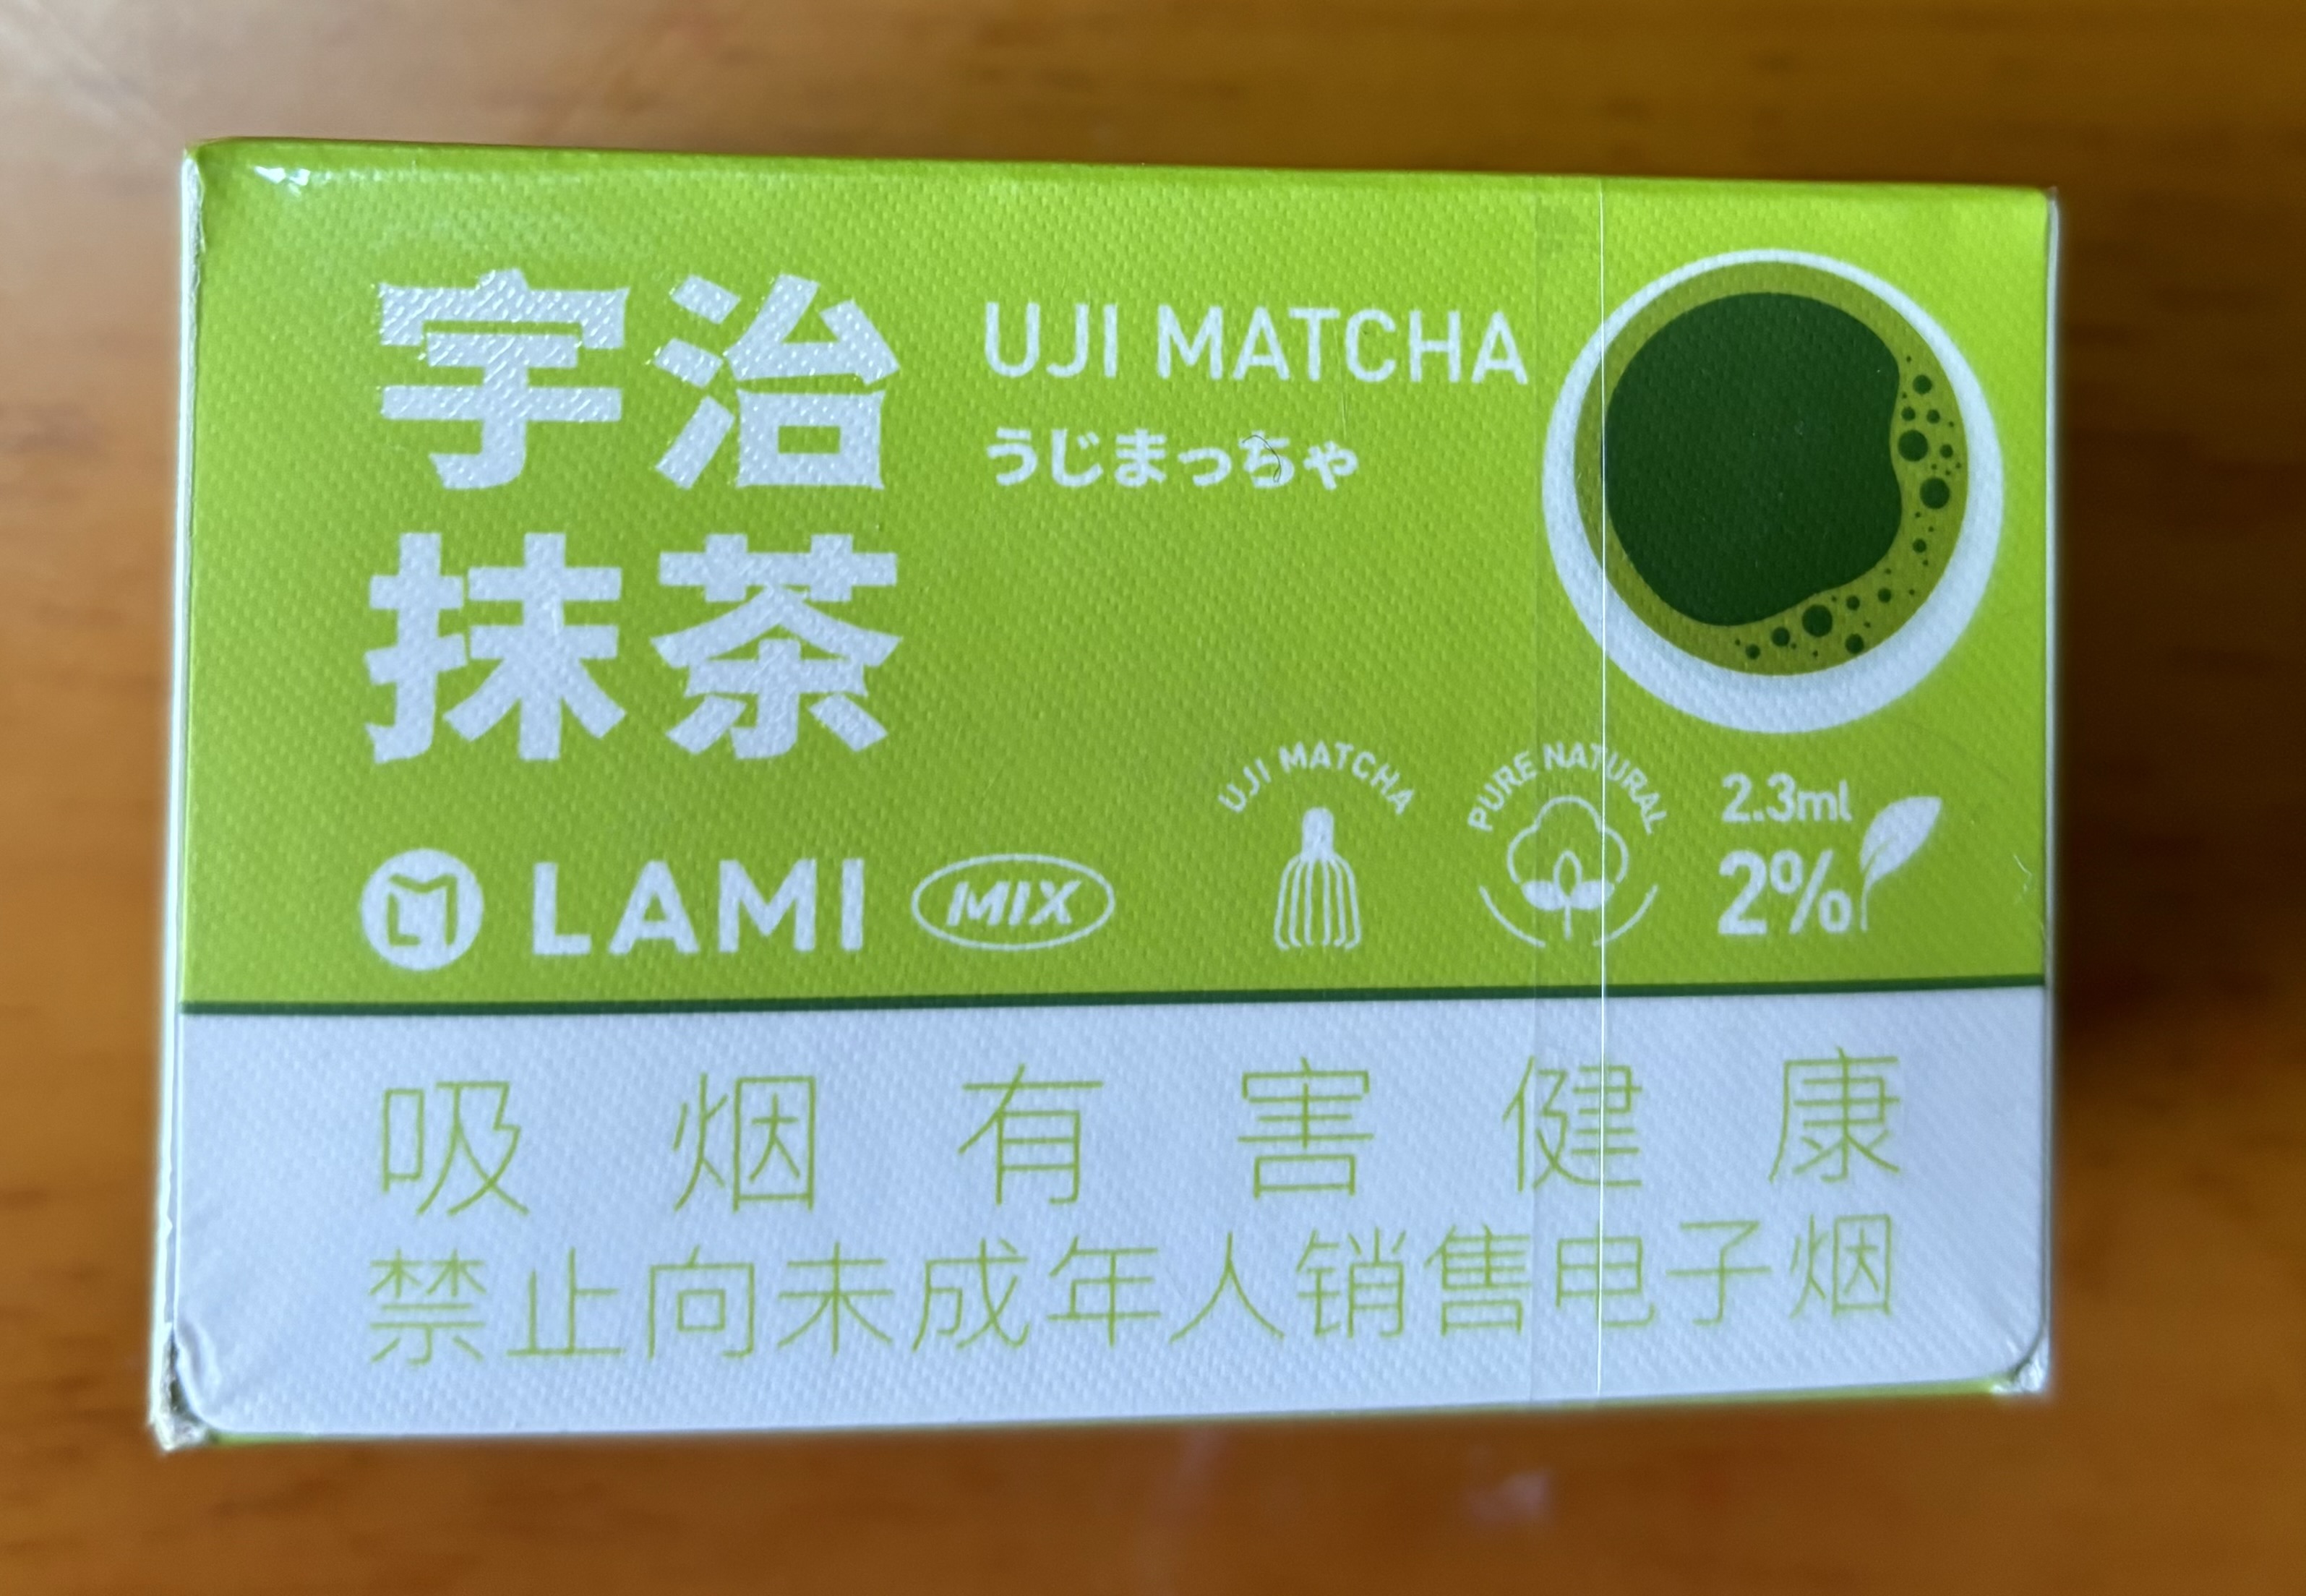 宇治
抹茶
UJI MATCHA
うじまっちゃ
LAMI MIX
UJI MATCHA
PURE NATURAL
2.3ml
2%
吸烟有害健康
禁止向未成年人销售电子烟